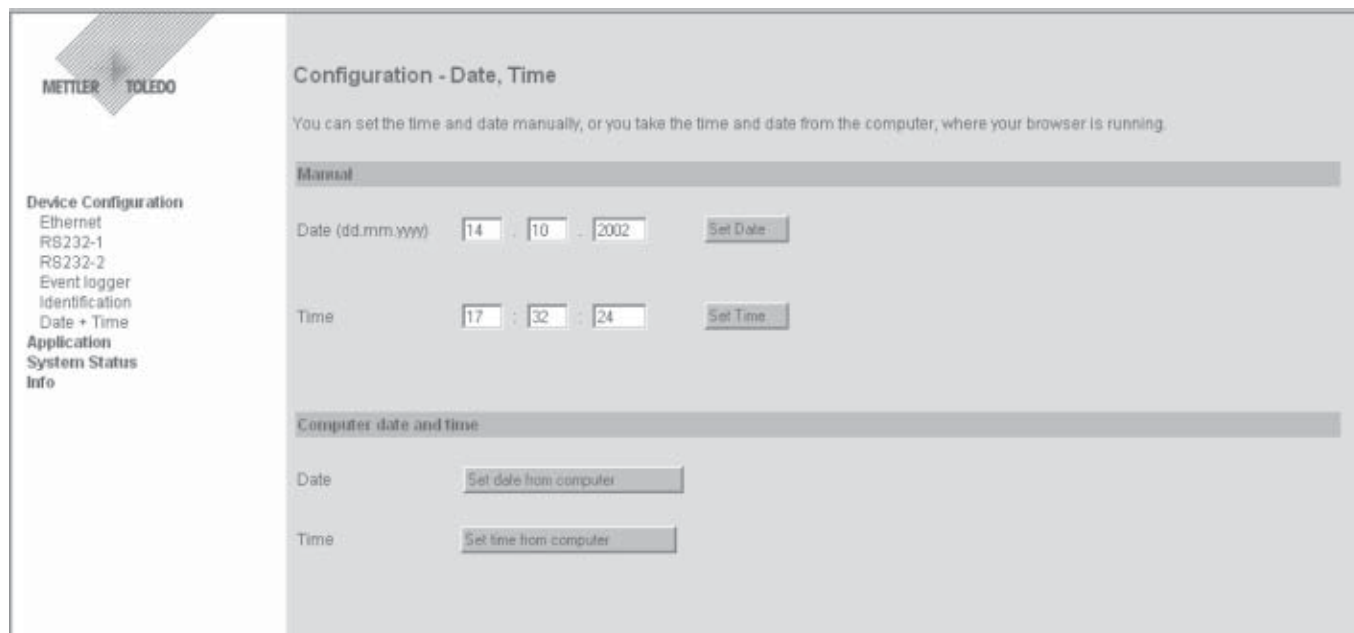 METTLER TOLEDO
Device Configuration
Ethernet
RS232-1
RS232-2
Event logger
Identification
Date + Time
Application
System Status
Info
Configuration - Date, Time
You can set the time and date manually, or you take the time and date from the computer, where your browser is running.
Manual
Date (dd.mm.yyyy) 14 . 10 . 2002 Set Date
Time 17 : 32 : 24 Set Time
Computer date and time
Date Set date from computer
Time Set time from computer